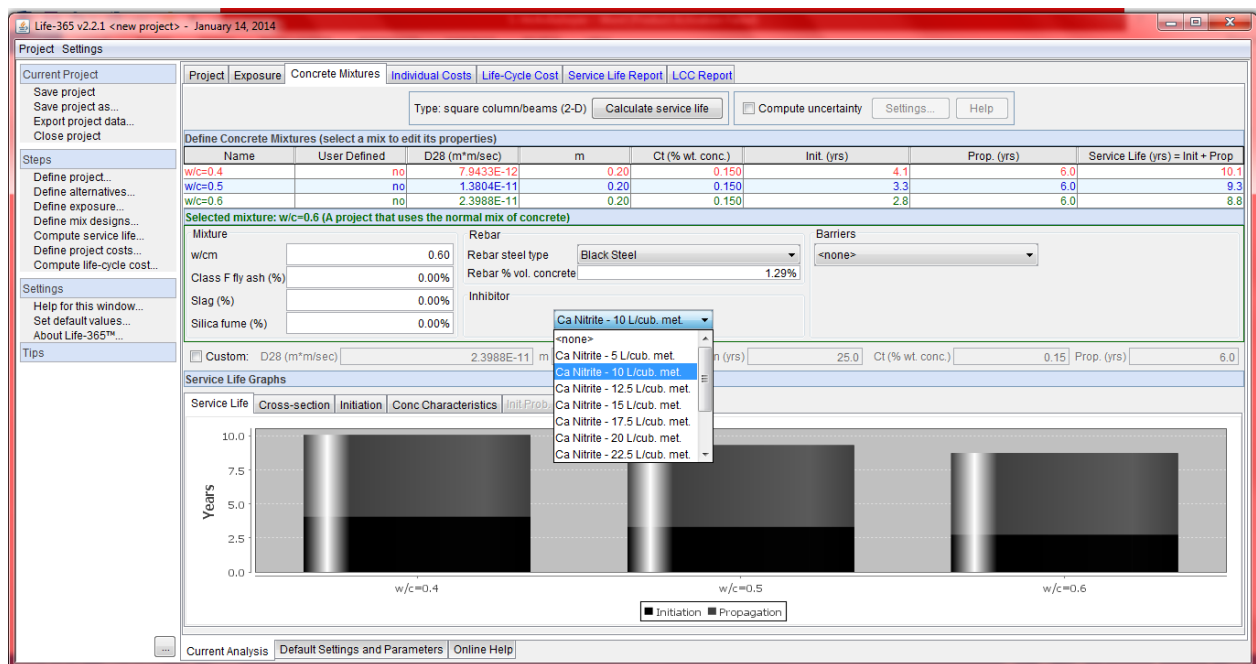 Life-365 v2.2.1 <new project> - January 14, 2014
Project Settings
Current Project
Save project
Save project as...
Export project data...
Close project
Steps
Define project...
Define alternatives...
Define exposure...
Define mix designs...
Compute service life...
Define project costs...
Compute life-cycle cost...
Settings
Help for this window...
Set default values...
About Life-365™...
Tips
...
Project Exposure Concrete Mixtures Individual Costs Life-Cycle Cost Service Life Report LCC Report
Type: square column/beams (2-D) Calculate service life Compute uncertainty Settings... Help
Define Concrete Mixtures (select a mix to edit its properties)
Name User Defined D28 (m*m/sec) m Ct (% wt. conc.) Init. (yrs) Prop. (yrs) Service Life (yrs) = Init + Prop
w/c=0.4 no 7.9433E-12 0.20 0.150 4.1 6.0 10.1
w/c=0.5 no 1.3804E-11 0.20 0.150 3.3 6.0 9.3
w/c=0.6 no 2.3988E-11 0.20 0.150 2.8 6.0 8.8
Selected mixture: w/c=0.6 (A project that uses the normal mix of concrete)
Mixture Rebar Barriers
w/cm 0.60 Rebar steel type Black Steel <none>
Class F fly ash (%) 0.00% Rebar % vol. concrete 1.29%
Slag (%) 0.00% Inhibitor
Silica fume (%) 0.00% Ca Nitrite - 10 L/cub. met.
<none>
Ca Nitrite - 5 L/cub. met.
Ca Nitrite - 10 L/cub. met.
Ca Nitrite - 12.5 L/cub. met.
Ca Nitrite - 15 L/cub. met.
Ca Nitrite - 17.5 L/cub. met.
Ca Nitrite - 20 L/cub. met.
Ca Nitrite - 22.5 L/cub. met.
Custom: D28 (m*m/sec) 2.3988E-11 m (yrs) 25.0 Ct (% wt. conc.) 0.15 Prop. (yrs) 6.0
Service Life Graphs
Service Life Cross-section Initiation Conc Characteristics Init Prob.
Years
10.0
7.5
5.0
2.5
0.0
w/c=0.4 w/c=0.5 w/c=0.6
Initiation Propagation
Current Analysis Default Settings and Parameters Online Help